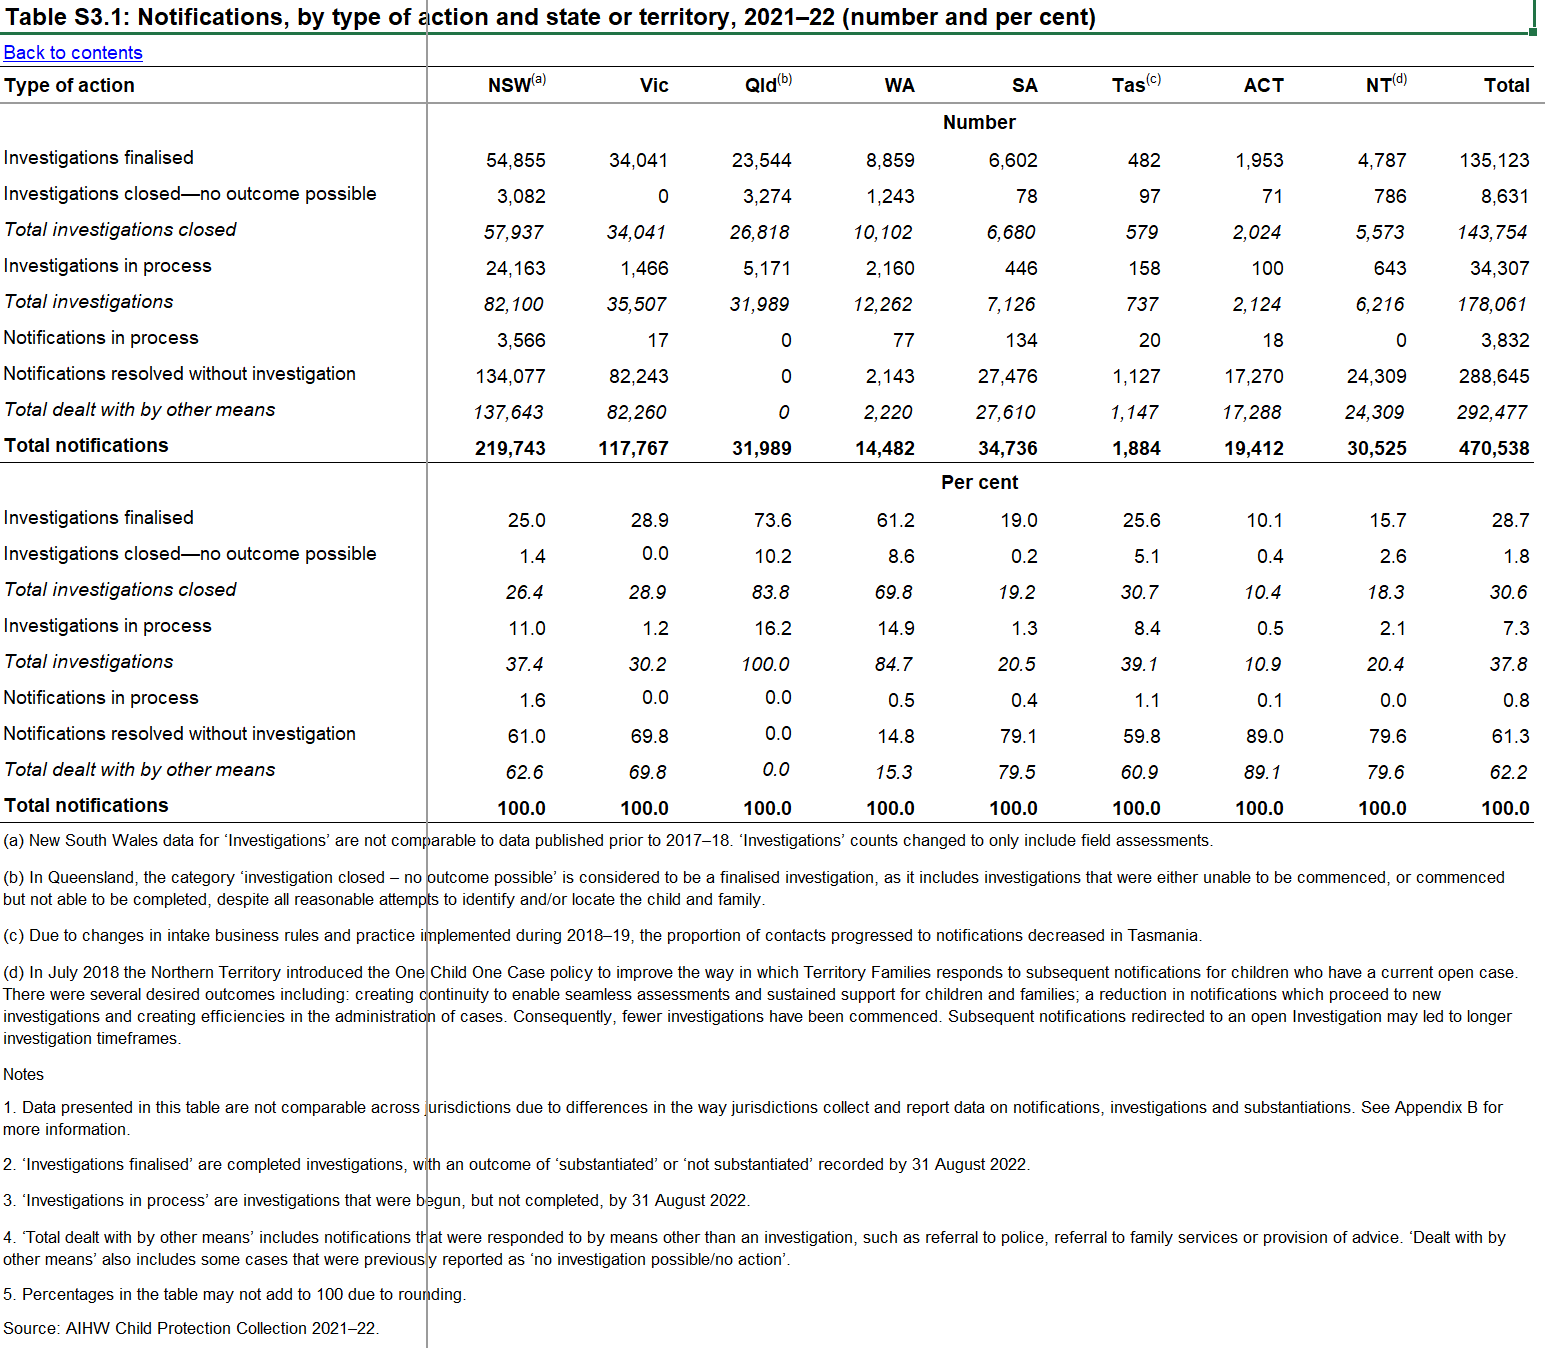 Table S3.1: Notifications, by type of action and state or territory, 2021–22 (number and per cent)
Back to contents
Type of action NSW(a) Vic Qld(b) WA SA Tas(c) ACT NT(d) Total
Number
Investigations finalised 54,855 34,041 23,544 8,859 6,602 482 1,953 4,787 135,123
Investigations closed—no outcome possible 3,082 0 3,274 1,243 78 97 71 786 8,631
Total investigations closed 57,937 34,041 26,818 10,102 6,680 579 2,024 5,573 143,754
Investigations in process 24,163 1,466 5,171 2,160 446 158 100 643 34,307
Total investigations 82,100 35,507 31,989 12,262 7,126 737 2,124 6,216 178,061
Notifications in process 3,566 17 0 77 134 20 18 0 3,832
Notifications resolved without investigation 134,077 82,243 0 2,143 27,476 1,127 17,270 24,309 288,645
Total dealt with by other means 137,643 82,260 0 2,220 27,610 1,147 17,288 24,309 292,477
Total notifications 219,743 117,767 31,989 14,482 34,736 1,884 19,412 30,525 470,538
Per cent
Investigations finalised 25.0 28.9 73.6 61.2 19.0 25.6 10.1 15.7 28.7
Investigations closed—no outcome possible 1.4 0.0 10.2 8.6 0.2 5.1 0.4 2.6 1.8
Total investigations closed 26.4 28.9 83.8 69.8 19.2 30.7 10.4 18.3 30.6
Investigations in process 11.0 1.2 16.2 14.9 1.3 8.4 0.5 2.1 7.3
Total investigations 37.4 30.2 100.0 84.7 20.5 39.1 10.9 20.4 37.8
Notifications in process 1.6 0.0 0.0 0.5 0.4 1.1 0.1 0.0 0.8
Notifications resolved without investigation 61.0 69.8 0.0 14.8 79.1 59.8 89.0 79.6 61.3
Total dealt with by other means 62.6 69.8 0.0 15.3 79.5 60.9 89.1 79.6 62.2
Total notifications 100.0 100.0 100.0 100.0 100.0 100.0 100.0 100.0 100.0
(a) New South Wales data for ‘Investigations’ are not comparable to data published prior to 2017–18. ‘Investigations’ counts changed to only include field assessments.
(b) In Queensland, the category ‘investigation closed – no outcome possible’ is considered to be a finalised investigation, as it includes investigations that were either unable to be commenced, or commenced
but not able to be completed, despite all reasonable attempts to identify and/or locate the child and family.
(c) Due to changes in intake business rules and practice implemented during 2018–19, the proportion of contacts progressed to notifications decreased in Tasmania.
(d) In July 2018 the Northern Territory introduced the One Child One Case policy to improve the way in which Territory Families responds to subsequent notifications for children who have a current open case.
There were several desired outcomes including: creating continuity to enable seamless assessments and sustained support for children and families; a reduction in notifications which proceed to new
investigations and creating efficiencies in the administration of cases. Consequently, fewer investigations have been commenced. Subsequent notifications redirected to an open Investigation may led to longer
investigation timeframes.
Notes
1. Data presented in this table are not comparable across jurisdictions due to differences in the way jurisdictions collect and report data on notifications, investigations and substantiations. See Appendix B for
more information.
2. ‘Investigations finalised’ are completed investigations, with an outcome of ‘substantiated’ or ‘not substantiated’ recorded by 31 August 2022.
3. ‘Investigations in process’ are investigations that were begun, but not completed, by 31 August 2022.
4. ‘Total dealt with by other means’ includes notifications that were responded to by means other than an investigation, such as referral to police, referral to family services or provision of advice. ‘Dealt with by
other means’ also includes some cases that were previously reported as ‘no investigation possible/no action’.
5. Percentages in the table may not add to 100 due to rounding.
Source: AIHW Child Protection Collection 2021–22.